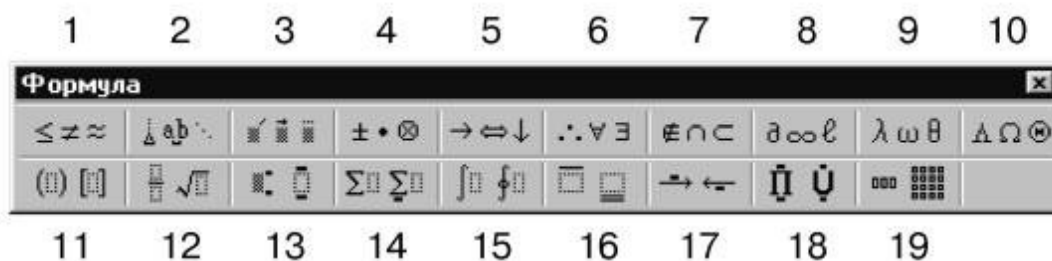 1 2 3 4 5 6 7 8 9 10
Формула
≤ ≠ ≈ ab ⋱ ± • ⊗ → ⇔ ↓ ∴ ∀ ∃ ∉ ∩ ⊂ ∂ ∞ ℓ λ ω θ Λ Ω Θ
() [] √ Σ Σ ∫ ∮ → ← Π Ụ
11 12 13 14 15 16 17 18 19